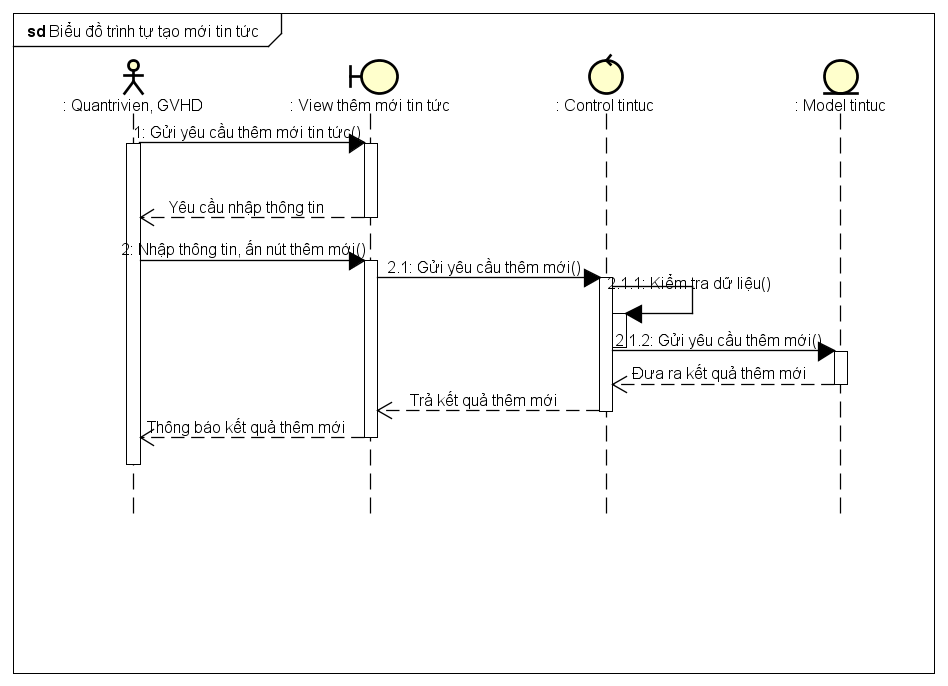 sd Biểu đồ trình tự tạo mới tin tức
: Quantrivien, GVHD
: View thêm mới tin tức
: Control tintuc
: Model tintuc
1: Gửi yêu cầu thêm mới tin tức()
Yêu cầu nhập thông tin
2: Nhập thông tin, ấn nút thêm mới()
2.1: Gửi yêu cầu thêm mới()
2.1.1: Kiểm tra dữ liệu()
2.1.2: Gửi yêu cầu thêm mới()
Đưa ra kết quả thêm mới
Trả kết quả thêm mới
Thông báo kết quả thêm mới